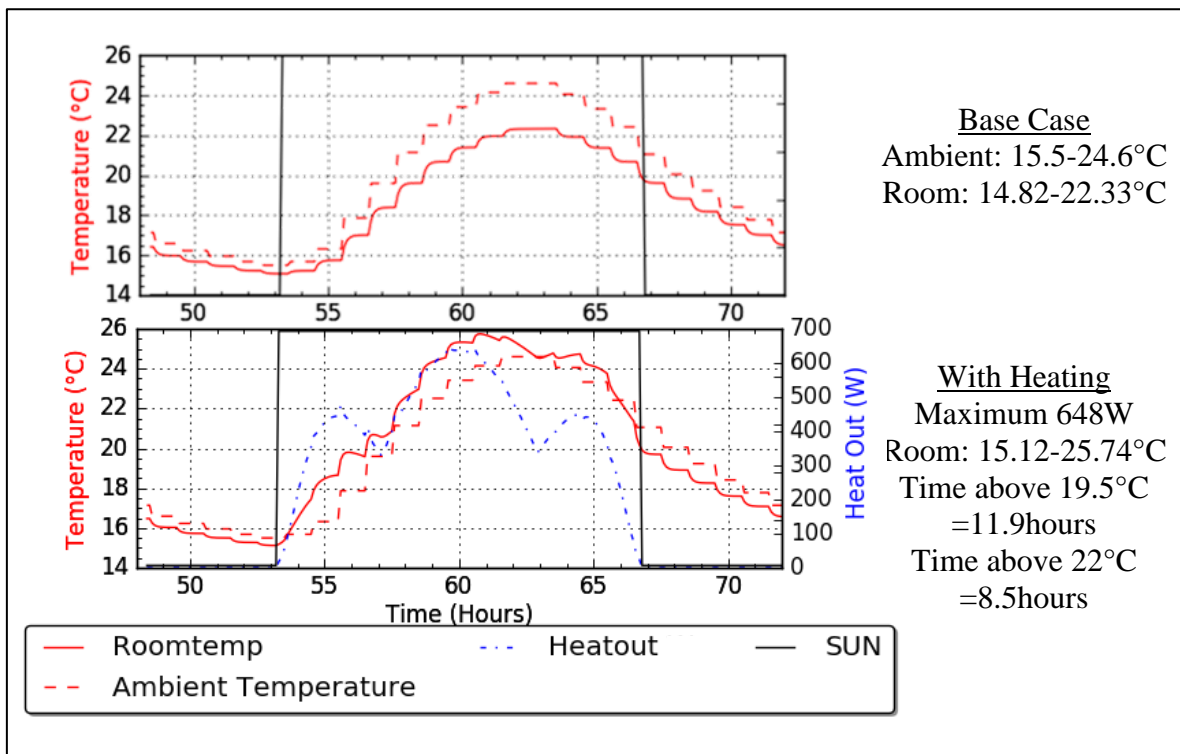 26
24
22
20
18
16
14
Temperature (°C)
50 55 60 65 70
Base Case
Ambient: 15.5-24.6°C
Room: 14.82-22.33°C
26
24
22
20
18
16
14
Temperature (°C)
700
600
500
400
300
200
100
0
Heat Out (W)
50 55 60 65 70
Time (Hours)
With Heating
Maximum 648W
Room: 15.12-25.74°C
Time above 19.5°C
=11.9hours
Time above 22°C
=8.5hours
Roomtemp Heatout SUN
Ambient Temperature